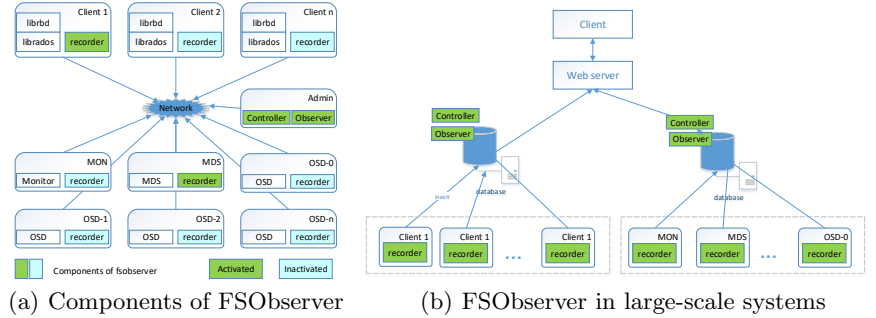 Client 1
librbd
librados
recorder
Client 2
librbd
librados
recorder
Client n
librbd
librados
recorder
Network
Admin
Controller
Observer
MON
Monitor
recorder
MDS
MDS
recorder
OSD-0
OSD
recorder
OSD-1
OSD
recorder
OSD-2
OSD
recorder
OSD-n
OSD
recorder
Components of fsobserver
Activated
Inactivated
(a) Components of FSObserver
Client
Web server
Controller
Observer
database
insert
Controller
Observer
database
Client 1
recorder
Client 1
recorder
...
Client 1
recorder
MON
recorder
MDS
recorder
...
OSD-0
recorder
(b) FSObserver in large-scale systems